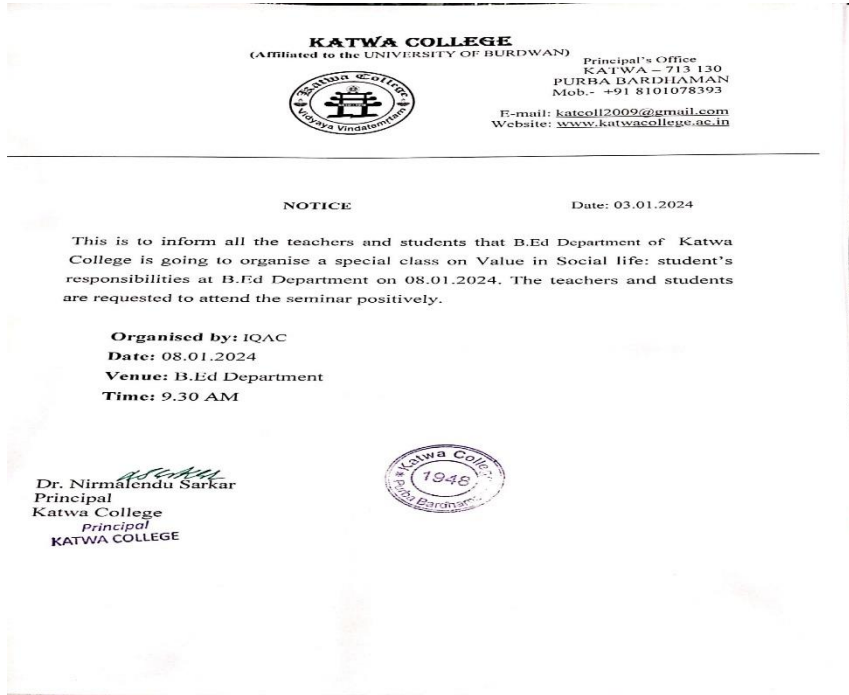 KATWA COLLEGE
(Affiliated to the UNIVERSITY OF BURDWAN)
Principal's Office
KATWA – 713 130
PURBA BARDHAMAN
Mob.- +91 8101078393
E-mail: katcoll2009@gmail.com
Website: www.katwacollege.ac.in
Katwa College
Vidyaya Vindatemrtam
NOTICE
Date: 03.01.2024
This is to inform all the teachers and students that B.Ed Department of Katwa
College is going to organise a special class on Value in Social life: student's
responsibilities at B.Ed Department on 08.01.2024. The teachers and students
are requested to attend the seminar positively.
Organised by: IQAC
Date: 08.01.2024
Venue: B.Ed Department
Time: 9.30 AM
Dr. Nirmalendu Sarkar
Principal
Katwa College
Principal
KATWA COLLEGE
Katwa College
1948
Purba Bardhaman